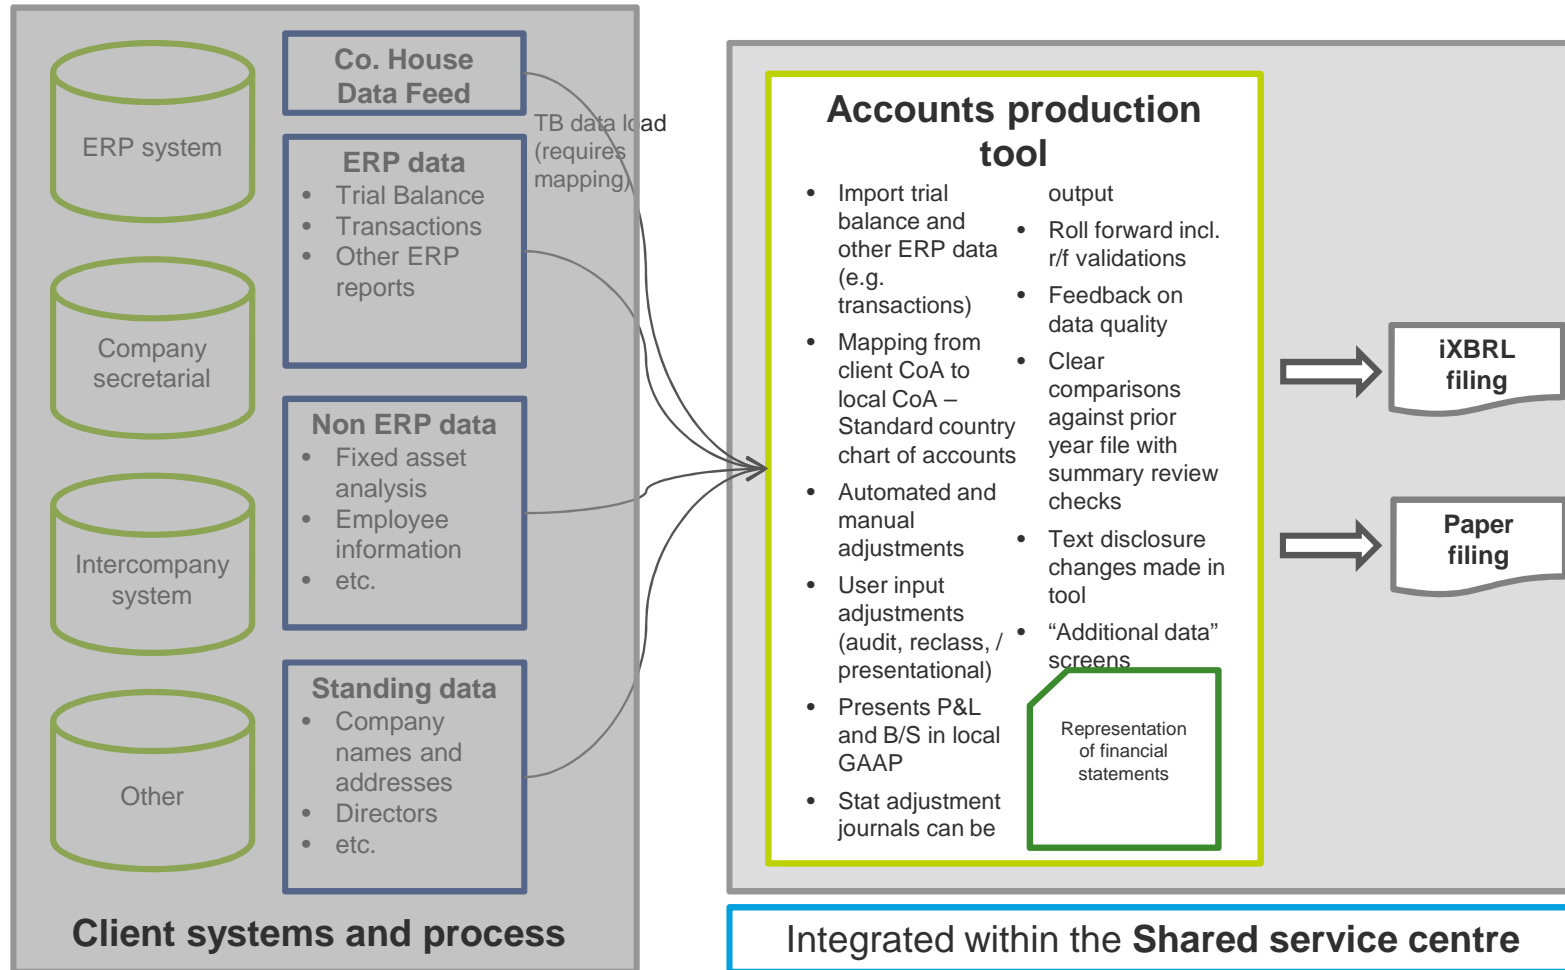 ERP system
Company
secretarial
Intercompany
system
Other
Co. House
Data Feed
TB data load
(requires
mapping)
ERP data
• Trial Balance
• Transactions
• Other ERP
reports
Non ERP data
• Fixed asset
analysis
• Employee
information
• etc.
Standing data
• Company
names and
addresses
• Directors
• etc.
Client systems and process
Accounts production
tool
• Import trial
balance and
other ERP data
(e.g.
transactions)
• Mapping from
client CoA to
local CoA –
Standard country
chart of accounts
• Automated and
manual
adjustments
• User input
adjustments
(audit, reclass, /
presentational)
• Presents P&L
and B/S in local
GAAP
• Stat adjustment
journals can be
output
• Roll forward incl.
r/f validations
• Feedback on
data quality
• Clear
comparisons
against prior
year file with
summary review
checks
• Text disclosure
changes made in
tool
• “Additional data”
screens
Representation
of financial
statements
iXBRL
filing
Paper
filing
Integrated within the Shared service centre